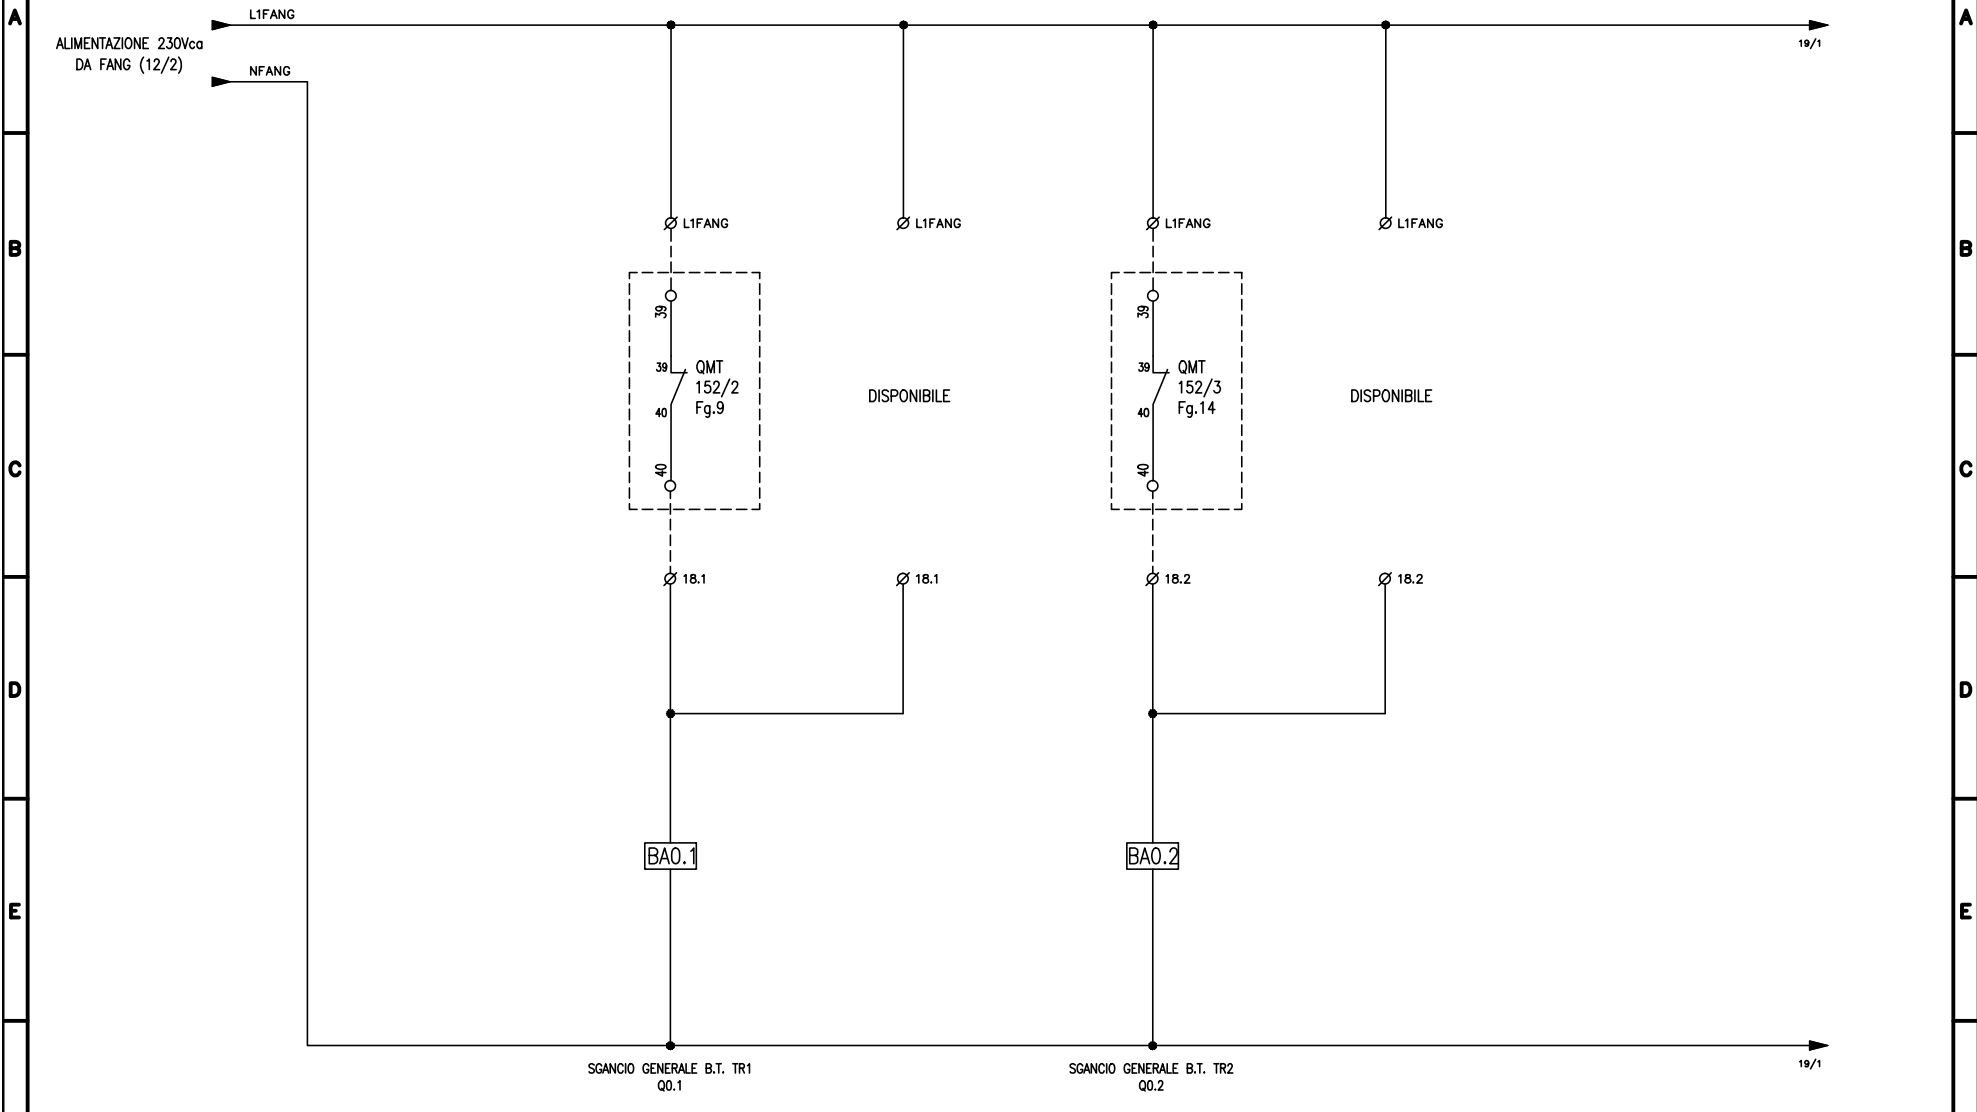 A
A
L1FANG
ALIMENTAZIONE 230Vca
DA FANG (12/2)
19/1
NFANG
L1FANG
L1FANG
L1FANG
L1FANG
B
B
39
39
39
QMT
152/2
Fg.9
40
39
QMT
152/3
Fg.14
40
DISPONIBILE
DISPONIBILE
40
40
C
C
18.1
18.1
18.2
18.2
D
D
BA0.1
BA0.2
E
E
SGANCIO GENERALE B.T. TR1
Q0.1
SGANCIO GENERALE B.T. TR2
Q0.2
19/1